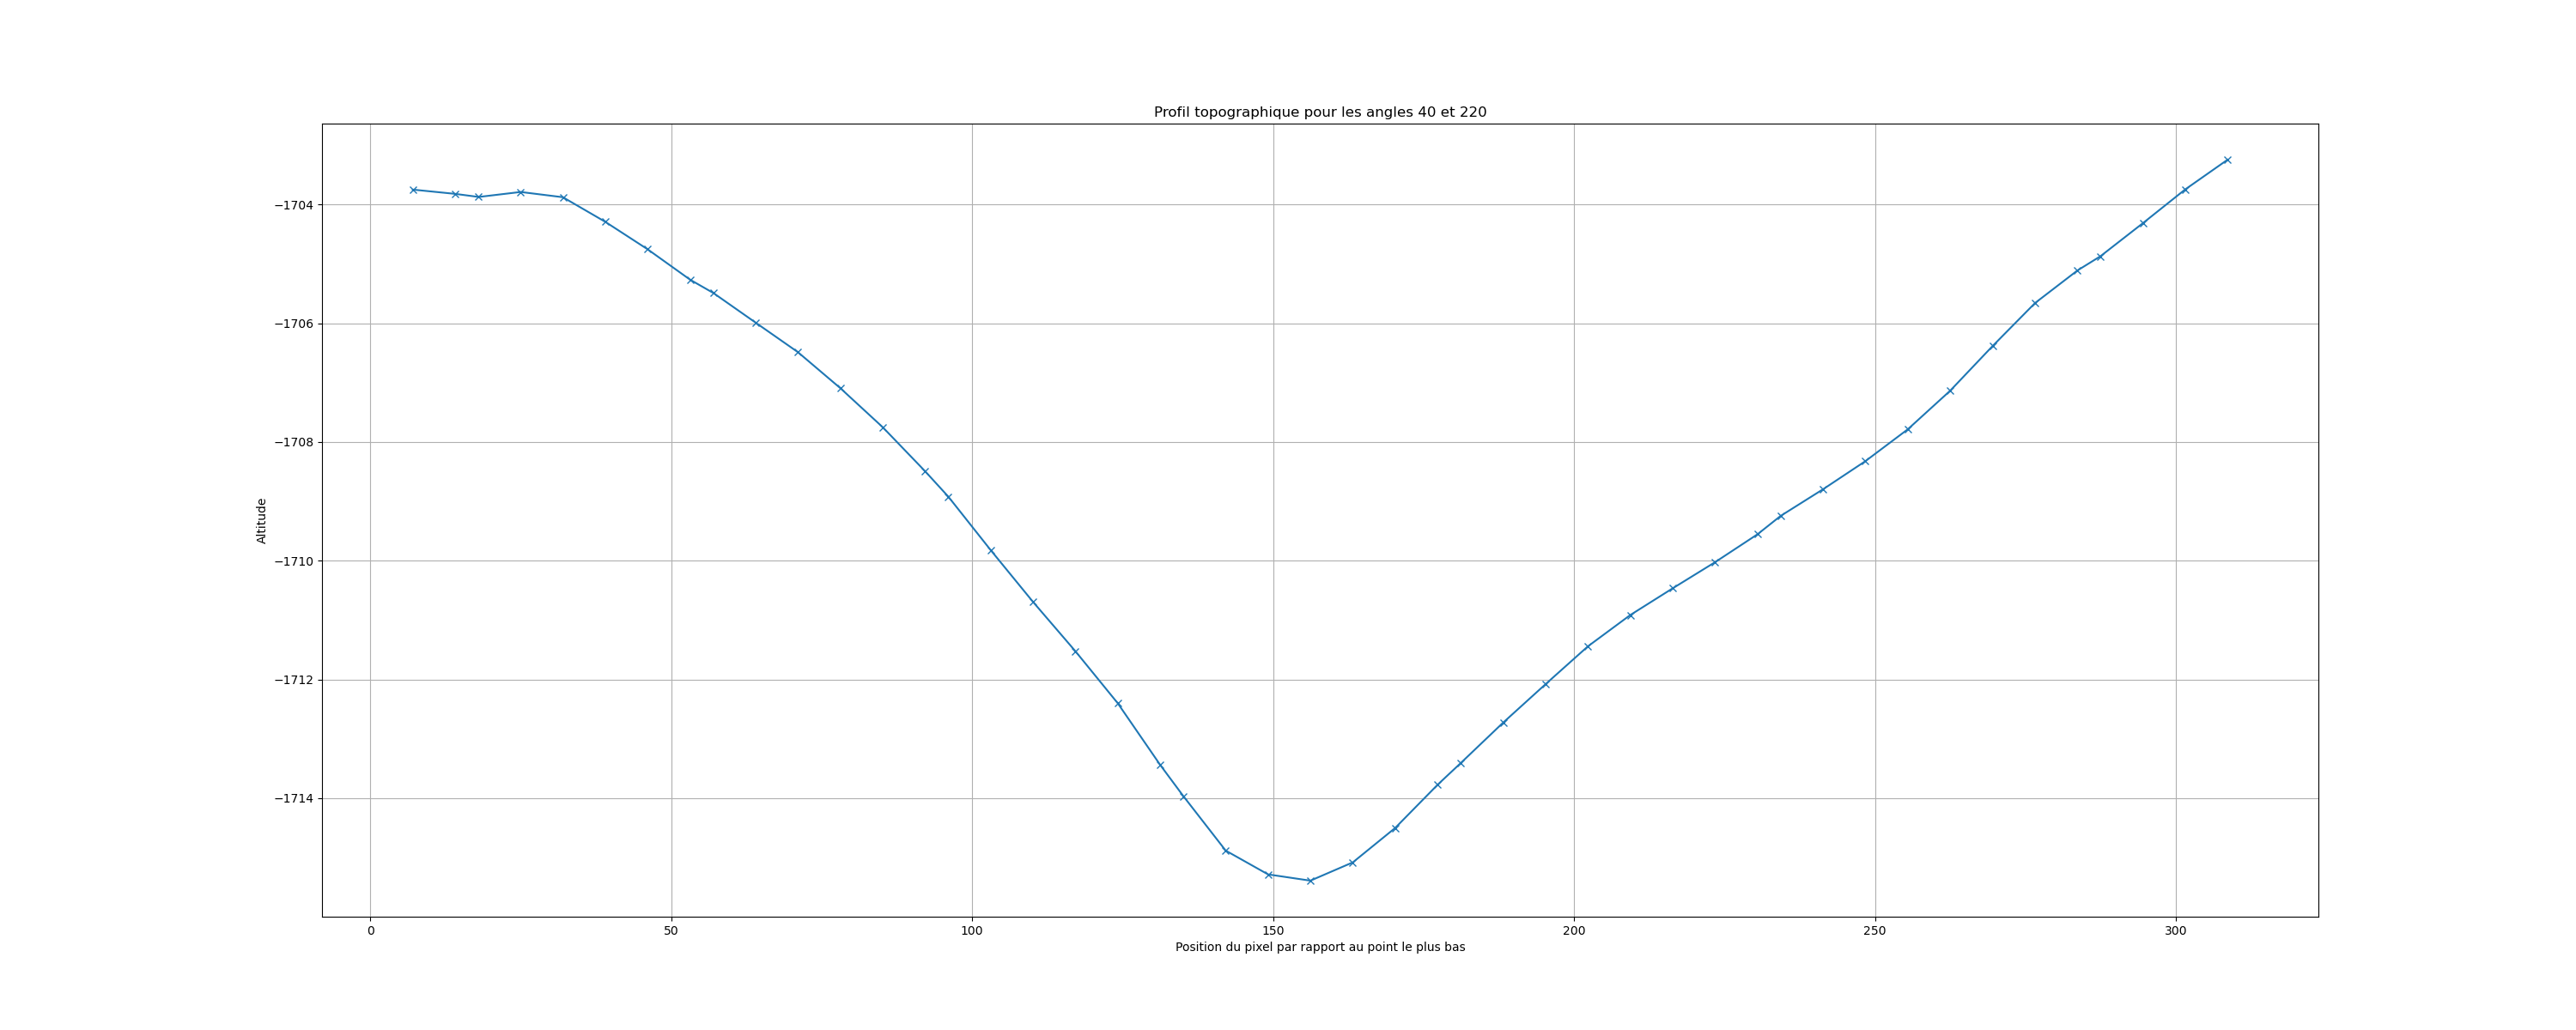 Profil topographique pour les angles 40 et 220
Altitude
−1704
−1706
−1708
−1710
−1712
−1714
0 50 100 150 200 250 300
Position du pixel par rapport au point le plus bas